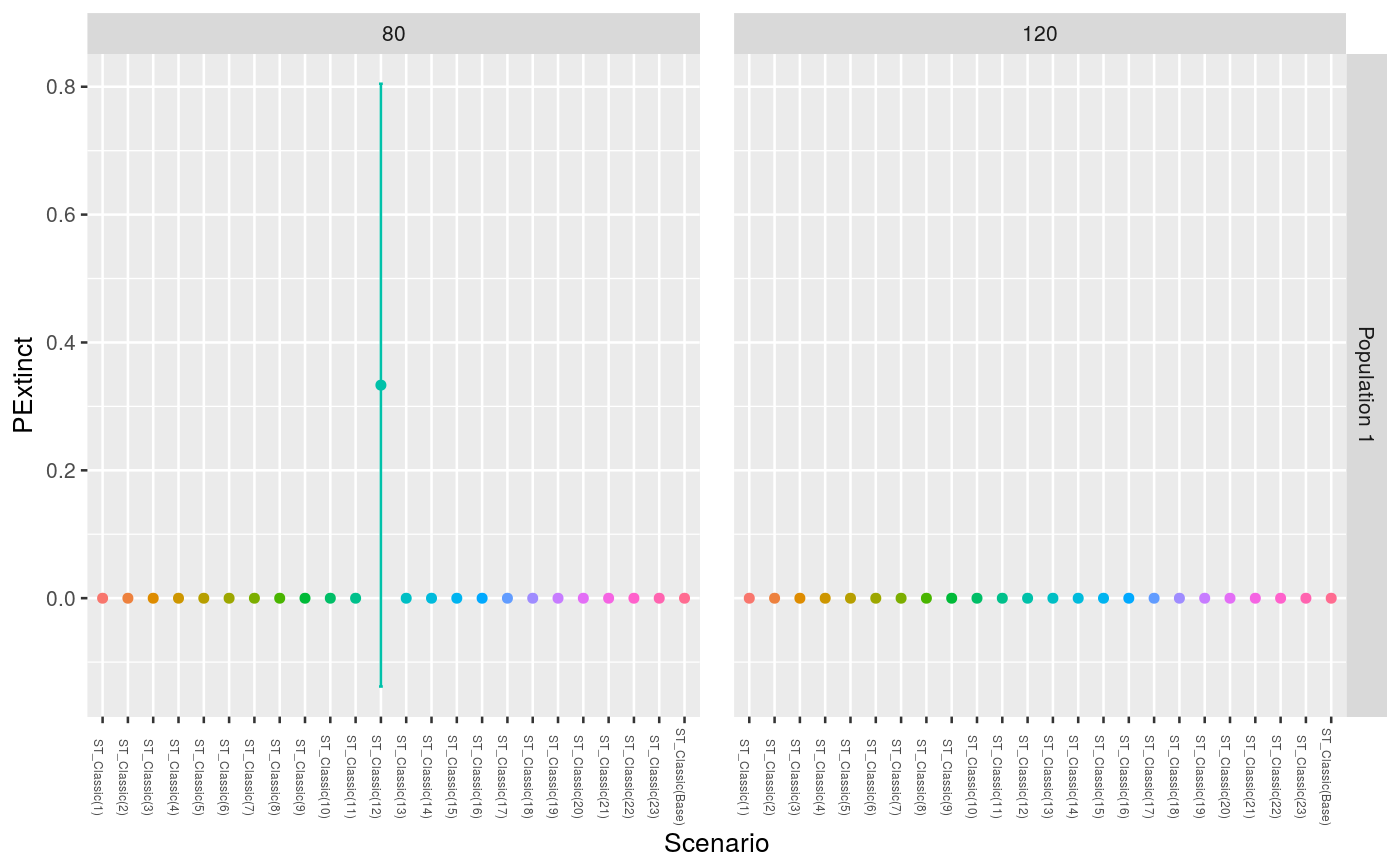 80
120
0.8
0.6
0.4
0.2
0.0
PExtinct
Population 1
ST_Classic(1)
ST_Classic(2)
ST_Classic(3)
ST_Classic(4)
ST_Classic(5)
ST_Classic(6)
ST_Classic(7)
ST_Classic(8)
ST_Classic(9)
ST_Classic(10)
ST_Classic(11)
ST_Classic(12)
ST_Classic(13)
ST_Classic(14)
ST_Classic(15)
ST_Classic(16)
ST_Classic(17)
ST_Classic(18)
ST_Classic(19)
ST_Classic(20)
ST_Classic(21)
ST_Classic(22)
ST_Classic(23)
ST_Classic(Base)
ST_Classic(1)
ST_Classic(2)
ST_Classic(3)
ST_Classic(4)
ST_Classic(5)
ST_Classic(6)
ST_Classic(7)
ST_Classic(8)
ST_Classic(9)
ST_Classic(10)
ST_Classic(11)
ST_Classic(12)
ST_Classic(13)
ST_Classic(14)
ST_Classic(15)
ST_Classic(16)
ST_Classic(17)
ST_Classic(18)
ST_Classic(19)
ST_Classic(20)
ST_Classic(21)
ST_Classic(22)
ST_Classic(23)
ST_Classic(Base)
Scenario